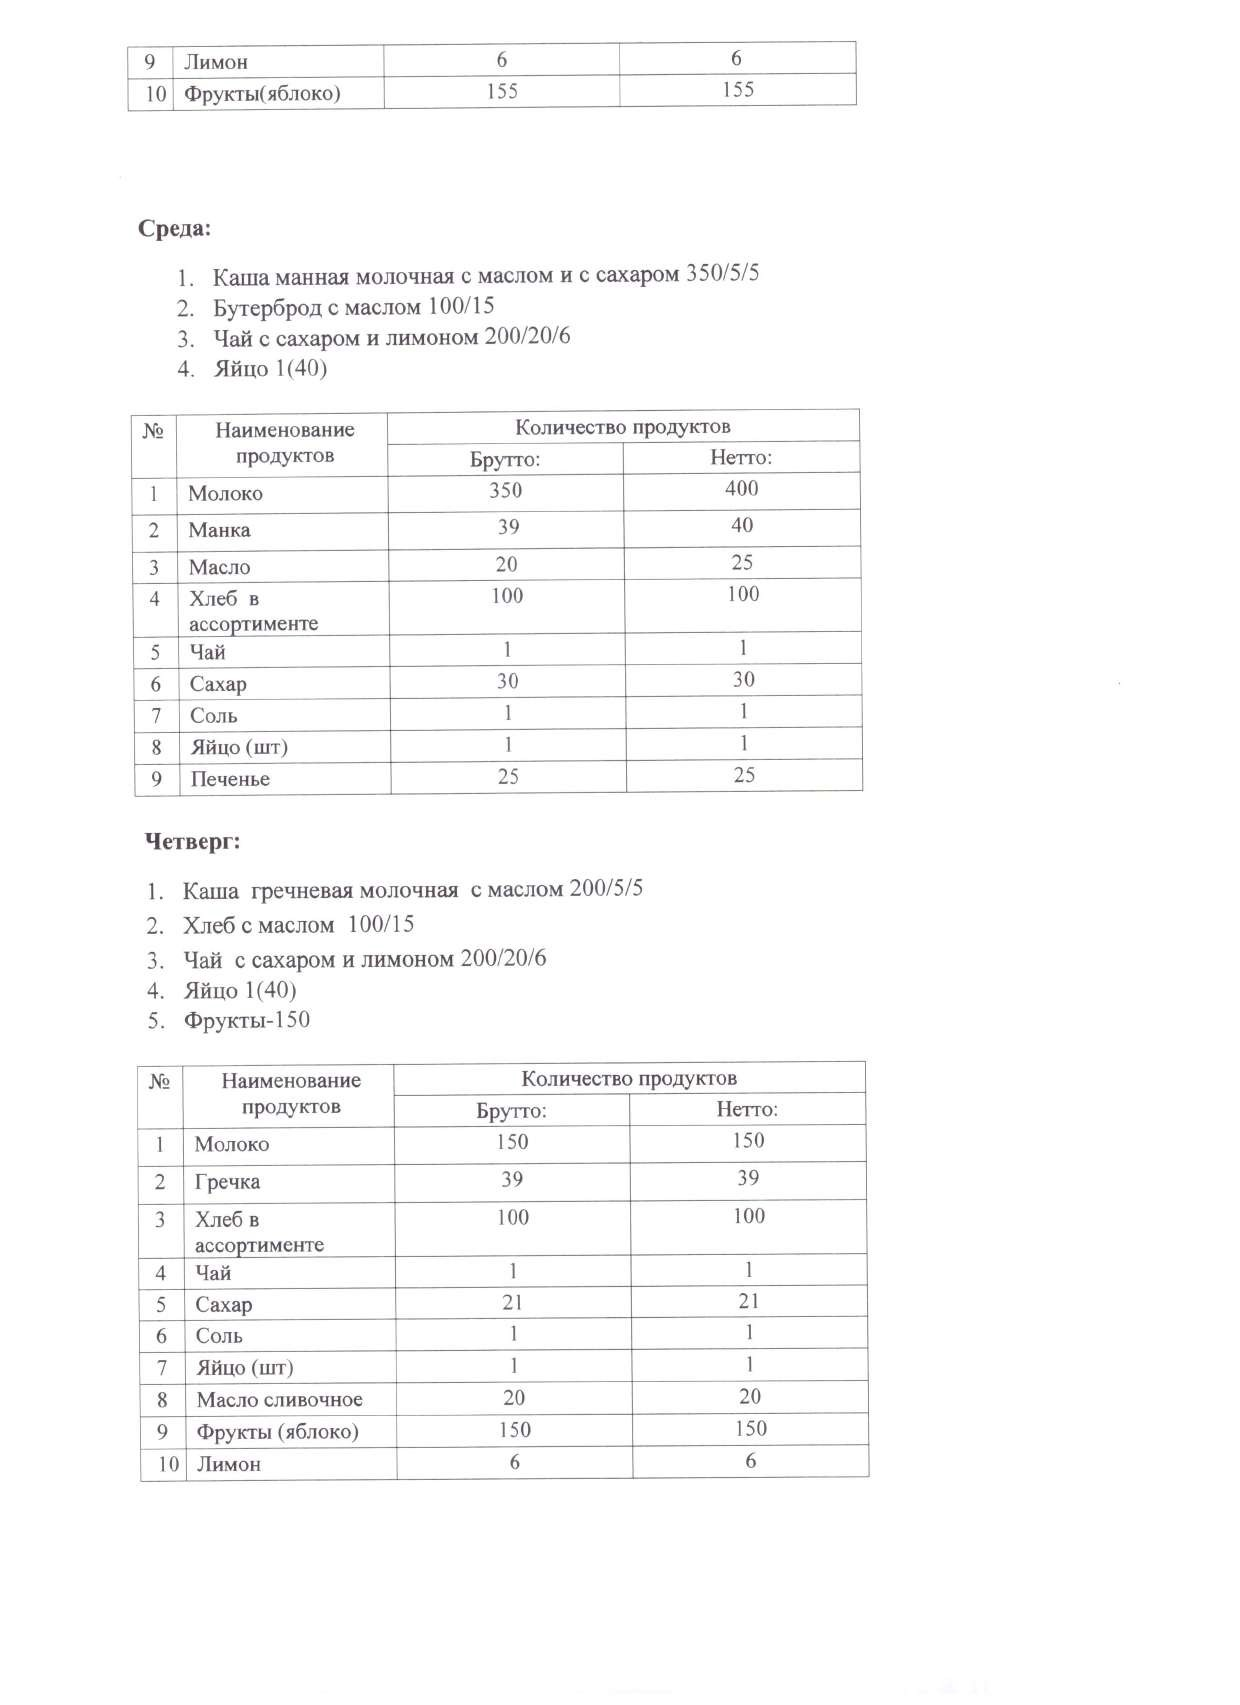 9 Лимон 6 6
10 Фрукты(яблоко) 155 155
Среда:
1. Каша манная молочная с маслом и с сахаром 350/5/5
2. Бутерброд с маслом 100/15
3. Чай с сахаром и лимоном 200/20/6
4. Яйцо 1(40)
№ Наименование продуктов Количество продуктов
Брутто: Нетто:
1 Молоко 350 400
2 Манка 39 40
3 Масло 20 25
4 Хлеб в 100 100
ассортименте
5 Чай 1 1
6 Сахар 30 30
7 Соль 1 1
8 Яйцо (шт) 1 1
9 Печенье 25 25
Четверг:
1. Каша гречневая молочная с маслом 200/5/5
2. Хлеб с маслом 100/15
3. Чай с сахаром и лимоном 200/20/6
4. Яйцо 1(40)
5. Фрукты-150
№ Наименование продуктов Количество продуктов
Брутто: Нетто:
1 Молоко 150 150
2 Гречка 39 39
3 Хлеб в 100 100
ассортименте
4 Чай 1 1
5 Сахар 21 21
6 Соль 1 1
7 Яйцо (шт) 1 1
8 Масло сливочное 20 20
9 Фрукты (яблоко) 150 150
10 Лимон 6 6